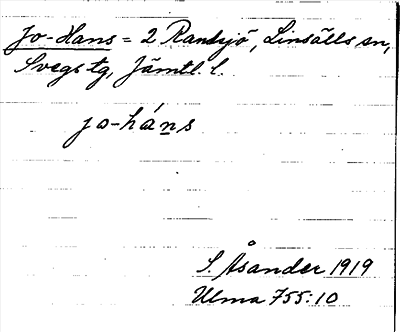 Jo-Hans = 2 Randsjö, Linsälls sn,
Svegs tg, Jämtl. l.
jo-háns
S. Åsander 1919
Ulma 755:10